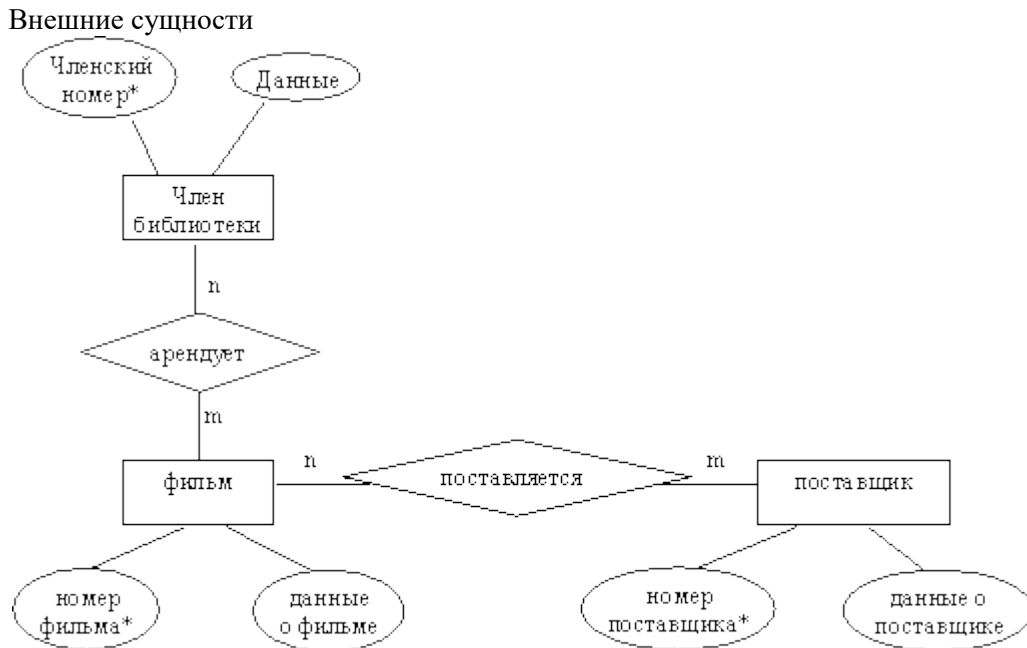 Внешние сущности
Членский
номер*
Данные
Член
библиотеки
n
арендует
m
фильм
n
поставляется
m
поставщик
номер
фильма*
данные
о фильме
номер
поставщика*
данные о
поставщике